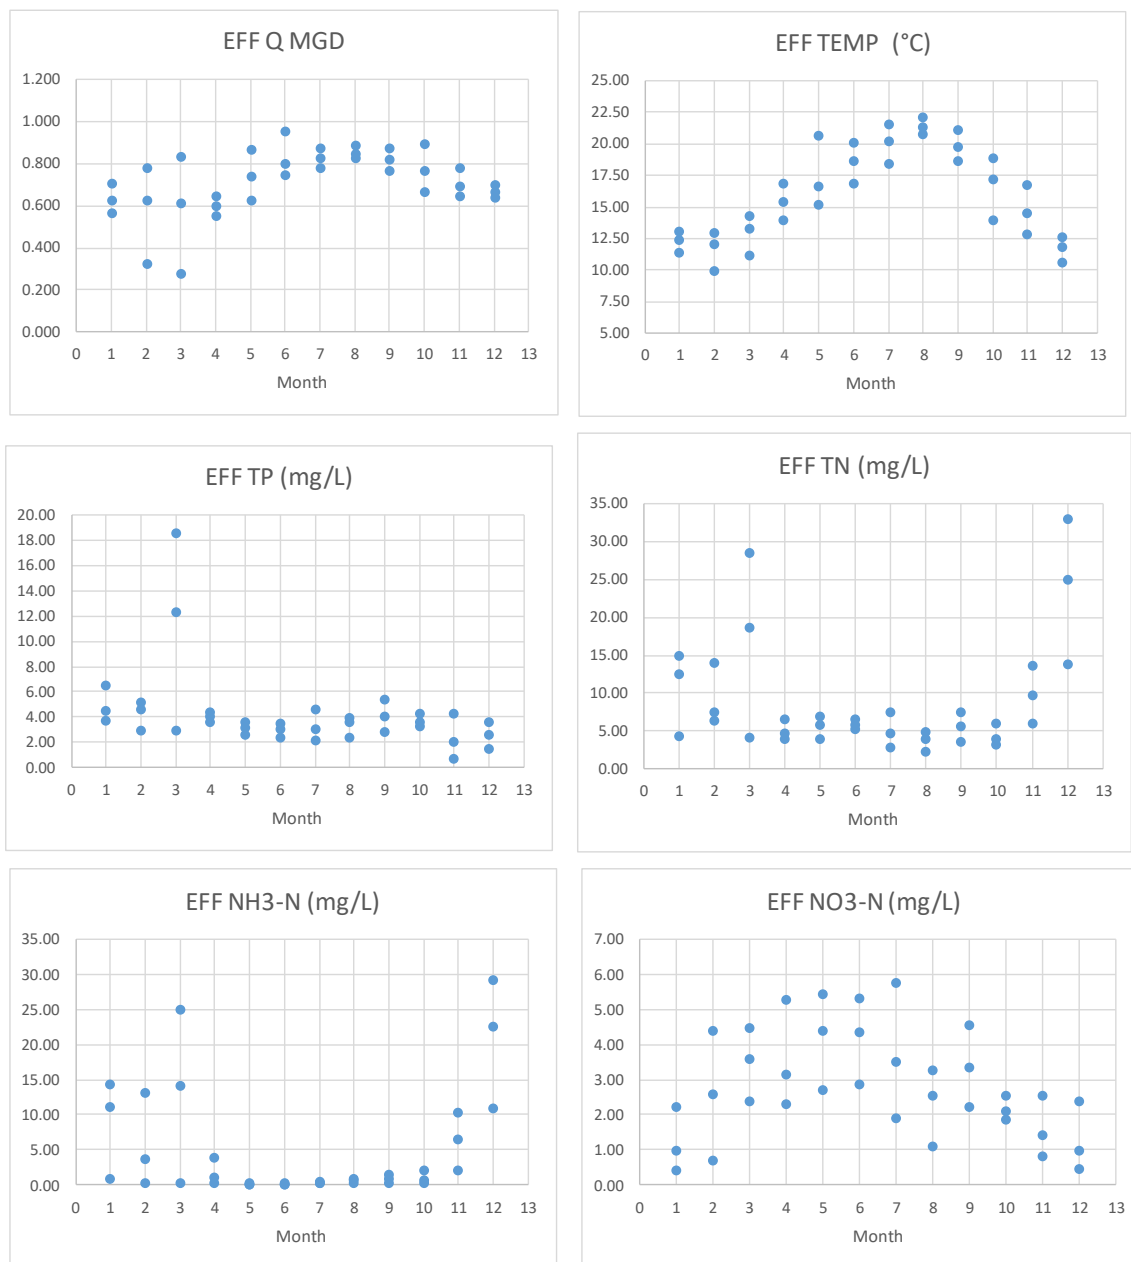 EFF Q MGD
1.200
1.000
0.800
0.600
0.400
0.200
0.000
0 1 2 3 4 5 6 7 8 9 10 11 12 13
Month
EFF TEMP (°C)
25.00
22.50
20.00
17.50
15.00
12.50
10.00
7.50
5.00
0 1 2 3 4 5 6 7 8 9 10 11 12 13
Month
EFF TP (mg/L)
20.00
18.00
16.00
14.00
12.00
10.00
8.00
6.00
4.00
2.00
0.00
0 1 2 3 4 5 6 7 8 9 10 11 12 13
Month
EFF TN (mg/L)
35.00
30.00
25.00
20.00
15.00
10.00
5.00
0.00
0 1 2 3 4 5 6 7 8 9 10 11 12 13
Month
EFF NH3-N (mg/L)
35.00
30.00
25.00
20.00
15.00
10.00
5.00
0.00
0 1 2 3 4 5 6 7 8 9 10 11 12 13
Month
EFF NO3-N (mg/L)
7.00
6.00
5.00
4.00
3.00
2.00
1.00
0.00
0 1 2 3 4 5 6 7 8 9 10 11 12 13
Month